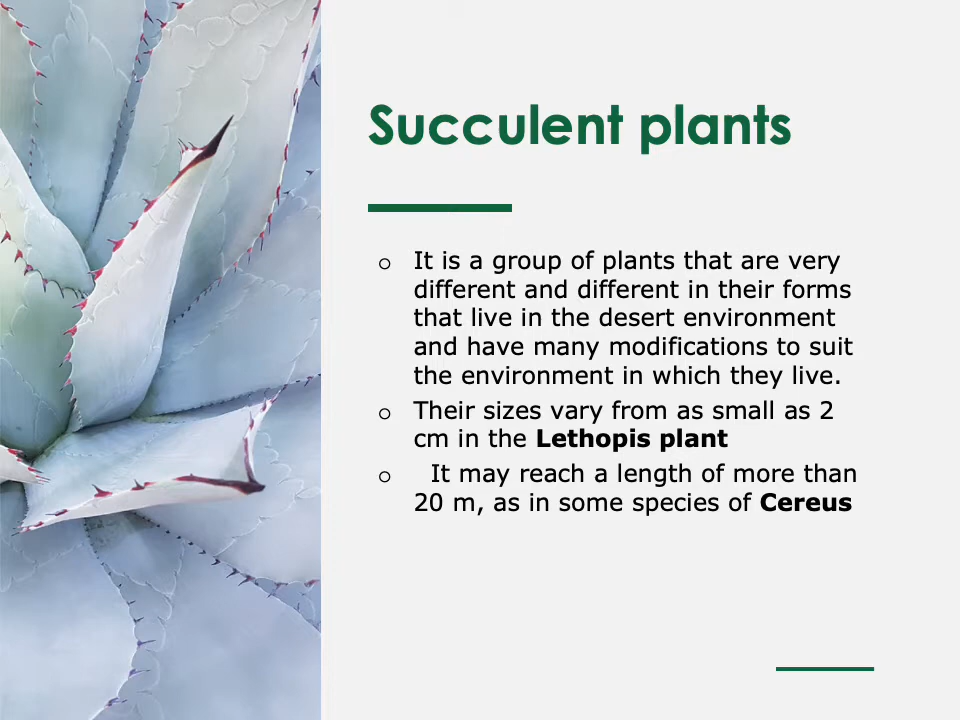 Succulent plants
o It is a group of plants that are very
different and different in their forms
that live in the desert environment
and have many modifications to suit
the environment in which they live.
o Their sizes vary from as small as 2
cm in the Lethopis plant
o It may reach a length of more than
20 m, as in some species of Cereus